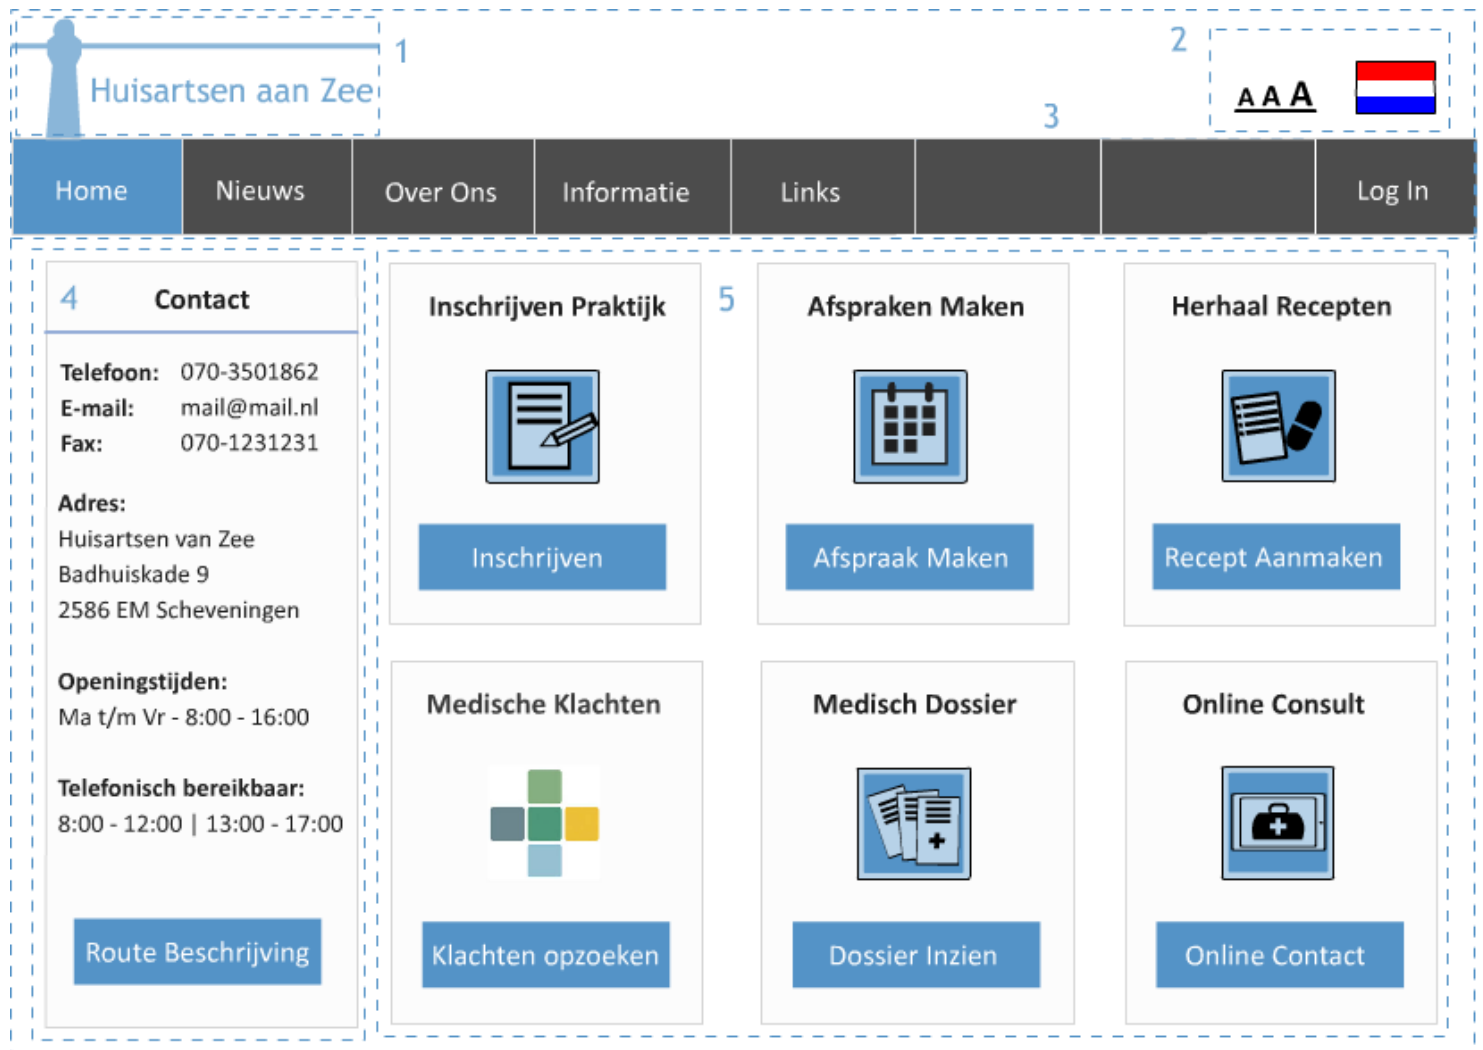 1
2
Huisartsen aan Zee
A A A
3
Home
Nieuws
Over Ons
Informatie
Links
Log In
4
Contact
Telefoon: 070-3501862
E-mail: mail@mail.nl
Fax: 070-1231231
Adres:
Huisartsen van Zee
Badhuiskade 9
2586 EM Scheveningen
Openingstijden:
Ma t/m Vr - 8:00 - 16:00
Telefonisch bereikbaar:
8:00 - 12:00 | 13:00 - 17:00
Route Beschrijving
5
Inschrijven Praktijk
Inschrijven
Afspraken Maken
Afspraak Maken
Herhaal Recepten
Recept Aanmaken
Medische Klachten
Klachten opzoeken
Medisch Dossier
Dossier Inzien
Online Consult
Online Contact